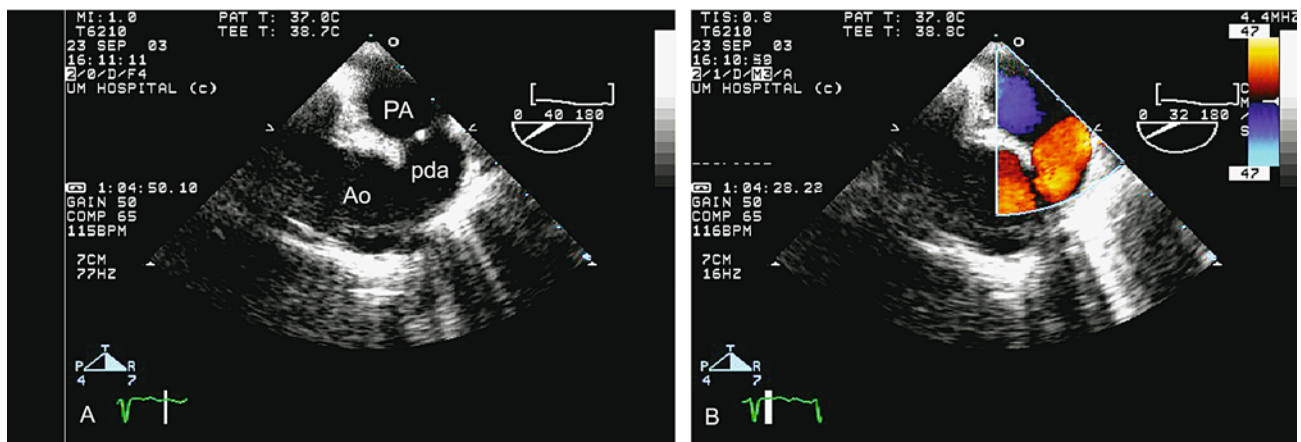 MI:1.0 PAT T: 37.0C
T6210 TEE T: 38.7C
23 SEP 03
16:11:11
2/0/D/F4
UM HOSPITAL (c)
0 40 180
PA
pda
Ao
1:04:50.10
GAIN 50
COMP 65
115BPM
7CM
77HZ
T
P R
4 7
A
TIS:0.8 PAT T: 37.0C 4.4MHZ
T6210 TEE T: 38.8C 47
23 SEP 03
2/1/D/M3/A
UM HOSPITAL (c)
0 32 180
47
1:04:28.22
GAIN 50
COMP 65
116BPM
7CM
16HZ
T
P R
4 7
B